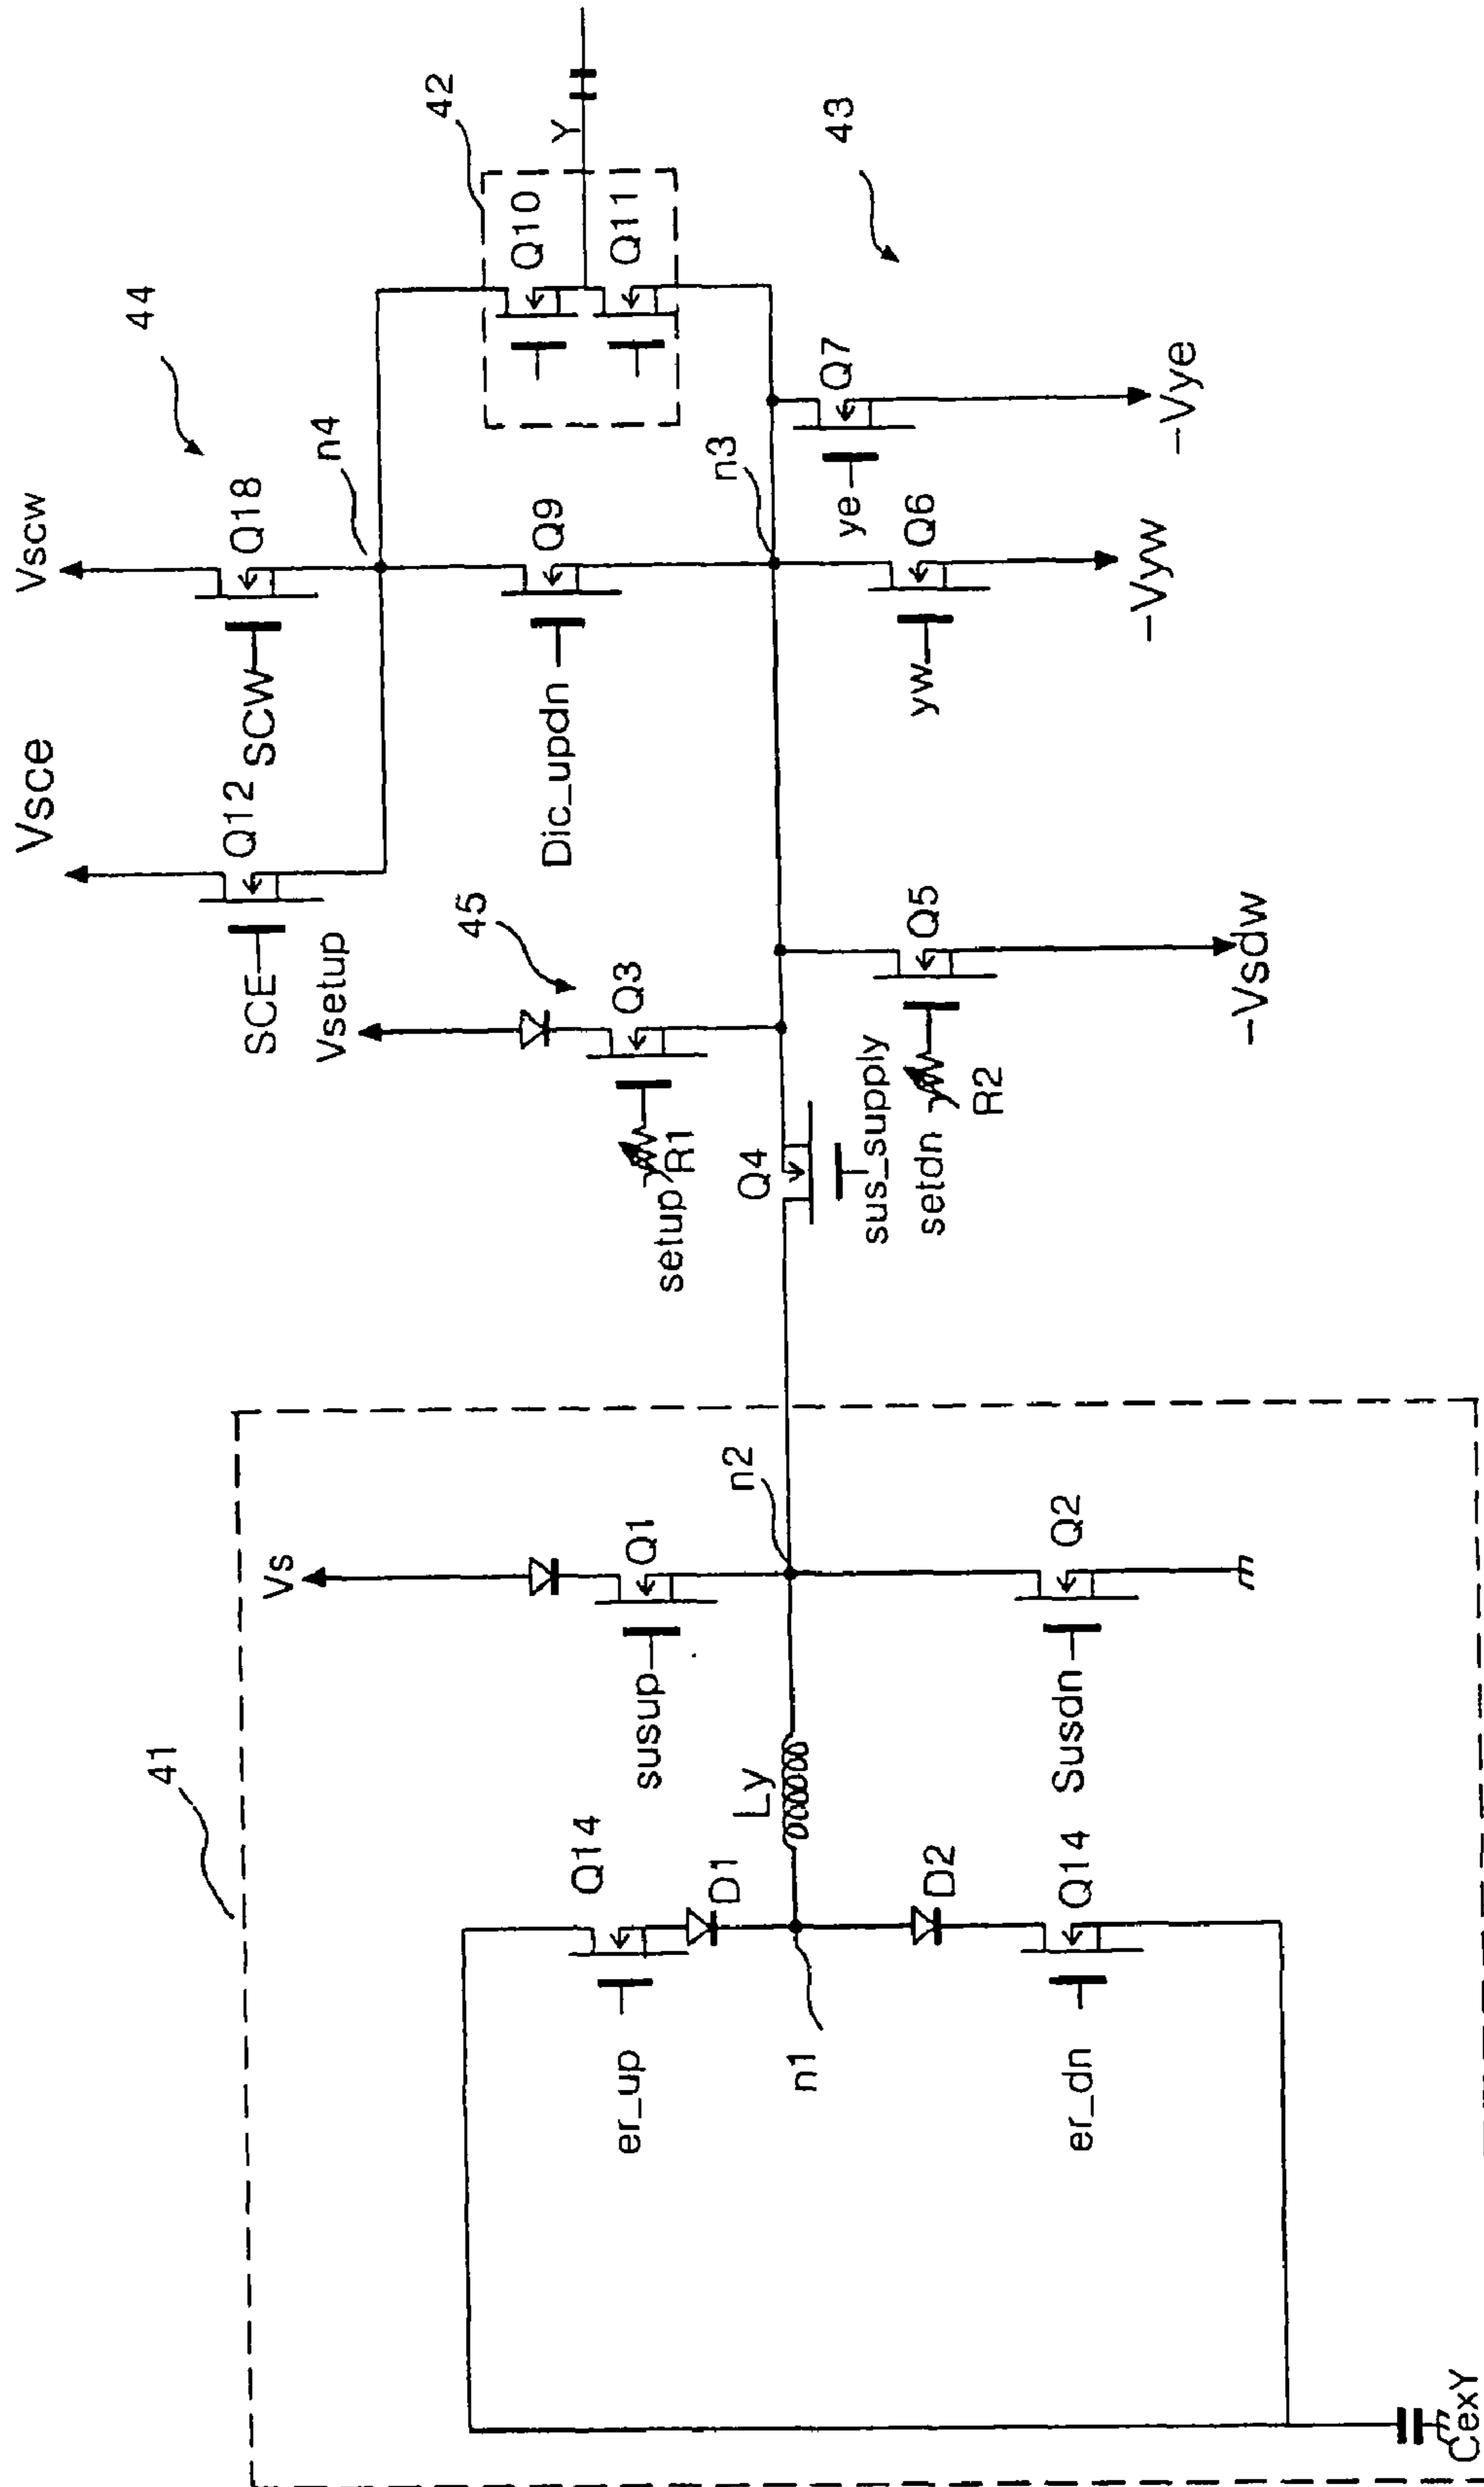 Vsce
Vscw
44
Q12
Q18
SCE
SCW
n4
42
Vsetup
45
Q3
Dic_updn
Q9
Q10
Q11
Y
43
setup
R1
Q4
sus_supply
setdn
R2
Q5
-Vsdw
n3
yw
Q6
-Vyw
ye
Q7
-Vye
41
Vs
susup
Q1
n2
Ly
Susdn
Q2
er_up
Q14
D1
n1
D2
er_dn
Q14
CexY